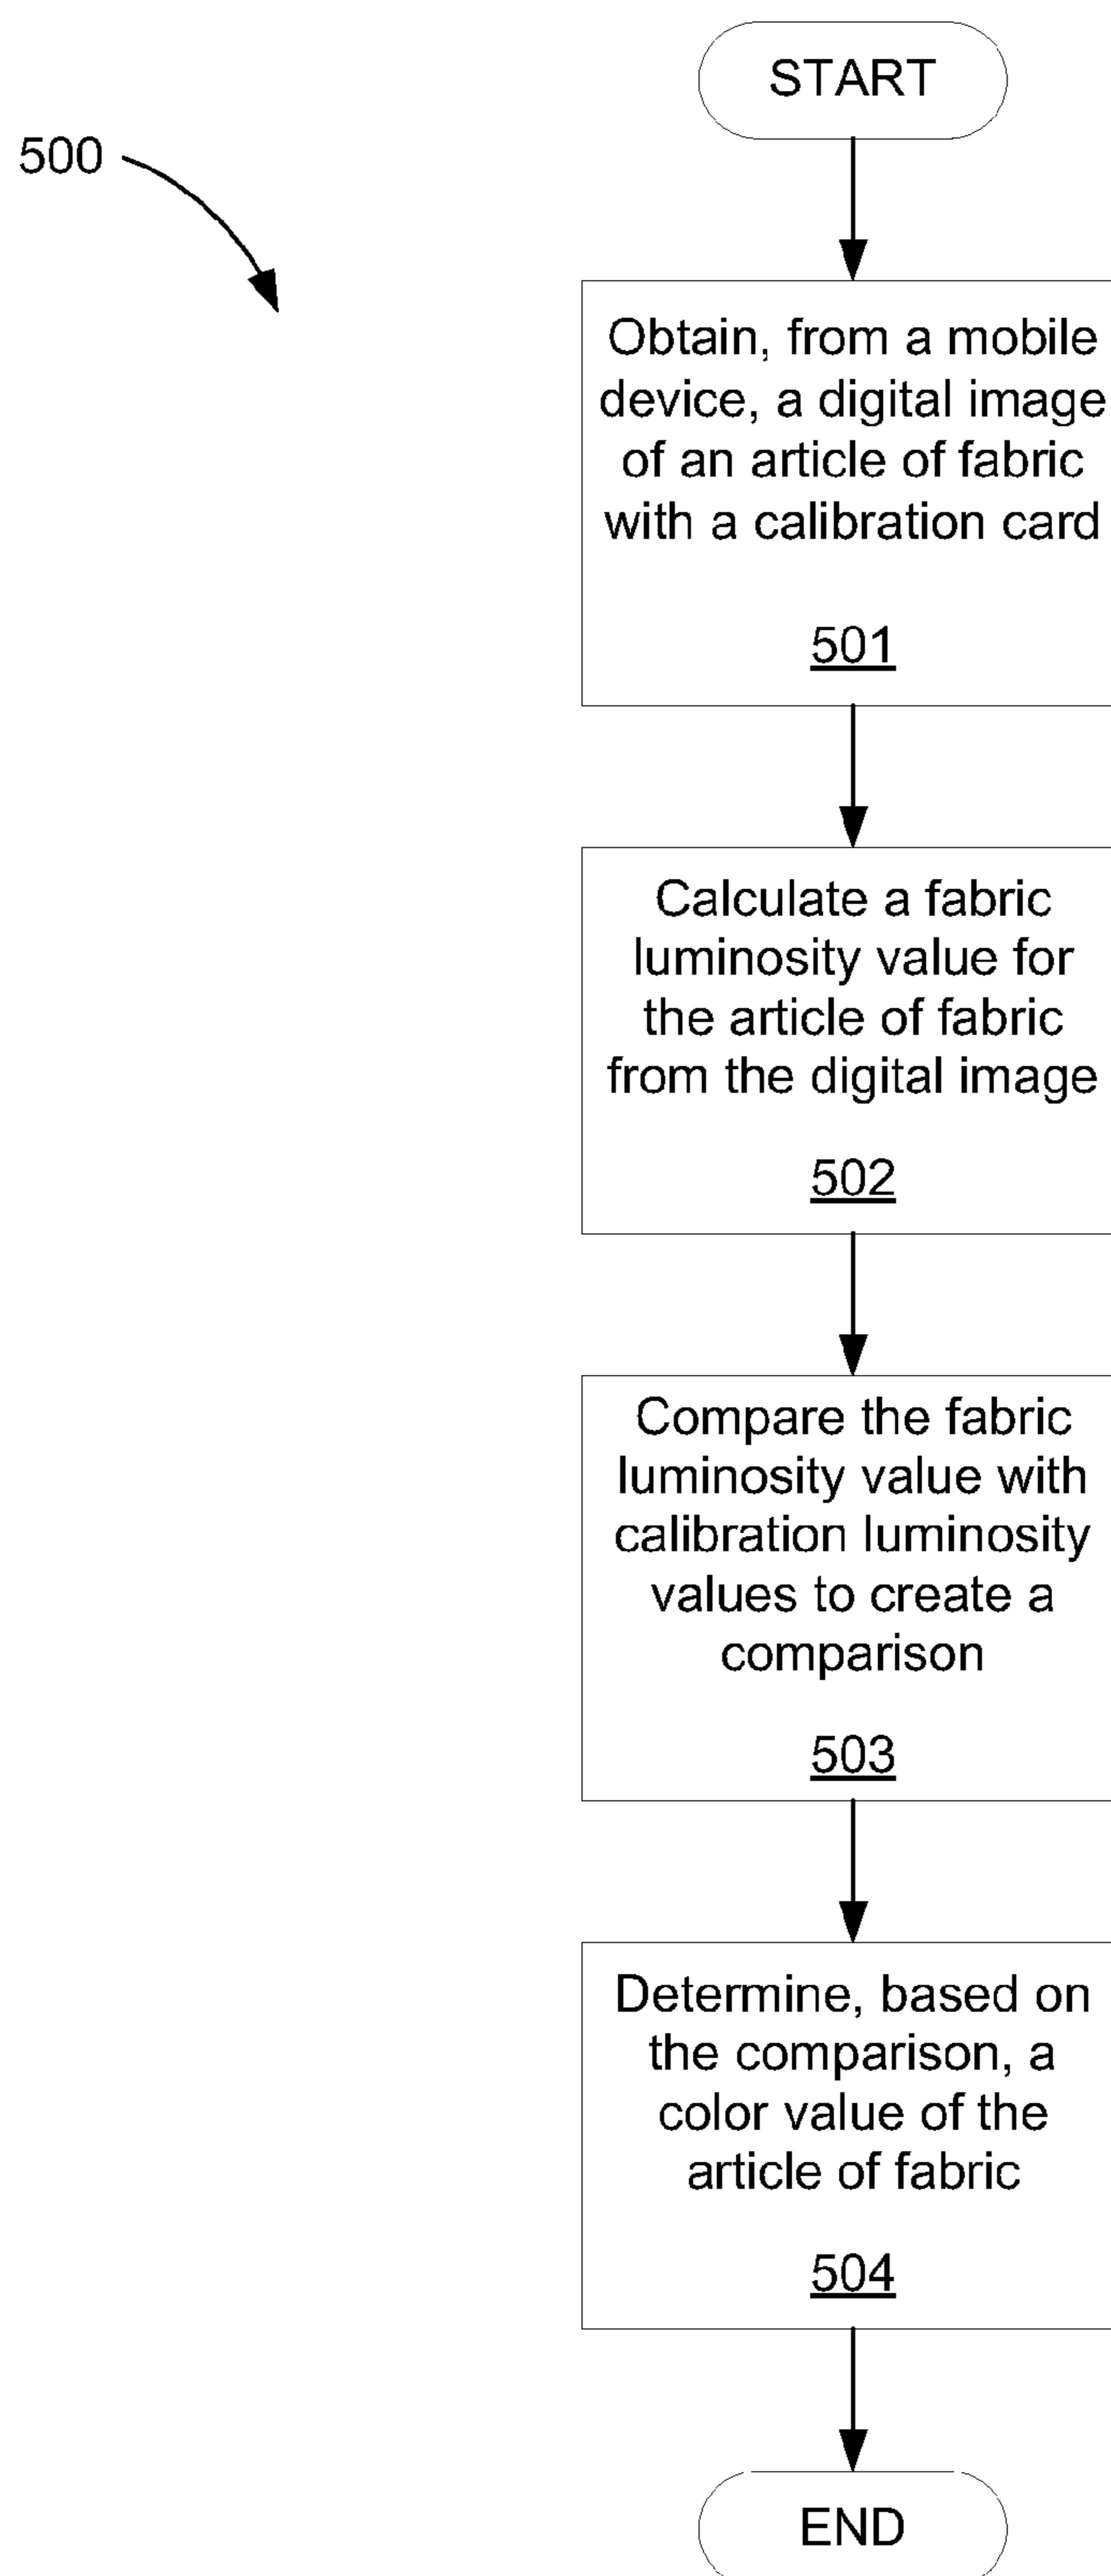 START
500
Obtain, from a mobile
device, a digital image
of an article of fabric
with a calibration card
501
Calculate a fabric
luminosity value for
the article of fabric
from the digital image
502
Compare the fabric
luminosity value with
calibration luminosity
values to create a
comparison
503
Determine, based on
the comparison, a
color value of the
article of fabric
504
END